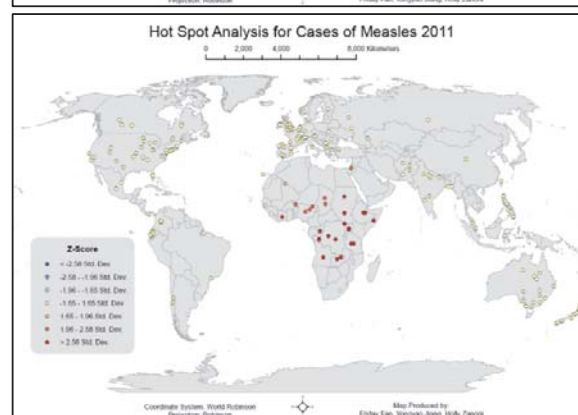 Hot Spot Analysis for Cases of Measles 2011
0 2,000 4,000 8,000 Kilometers
Z-Score
< -2.58 Std. Dev.
-2.58 - -1.96 Std. Dev.
-1.96 - -1.65 Std. Dev.
-1.65 - 1.65 Std. Dev.
1.65 - 1.96 Std. Dev.
1.96 - 2.58 Std. Dev.
> 2.58 Std. Dev.
Coordinate System: World Robinson
Map Produced by: